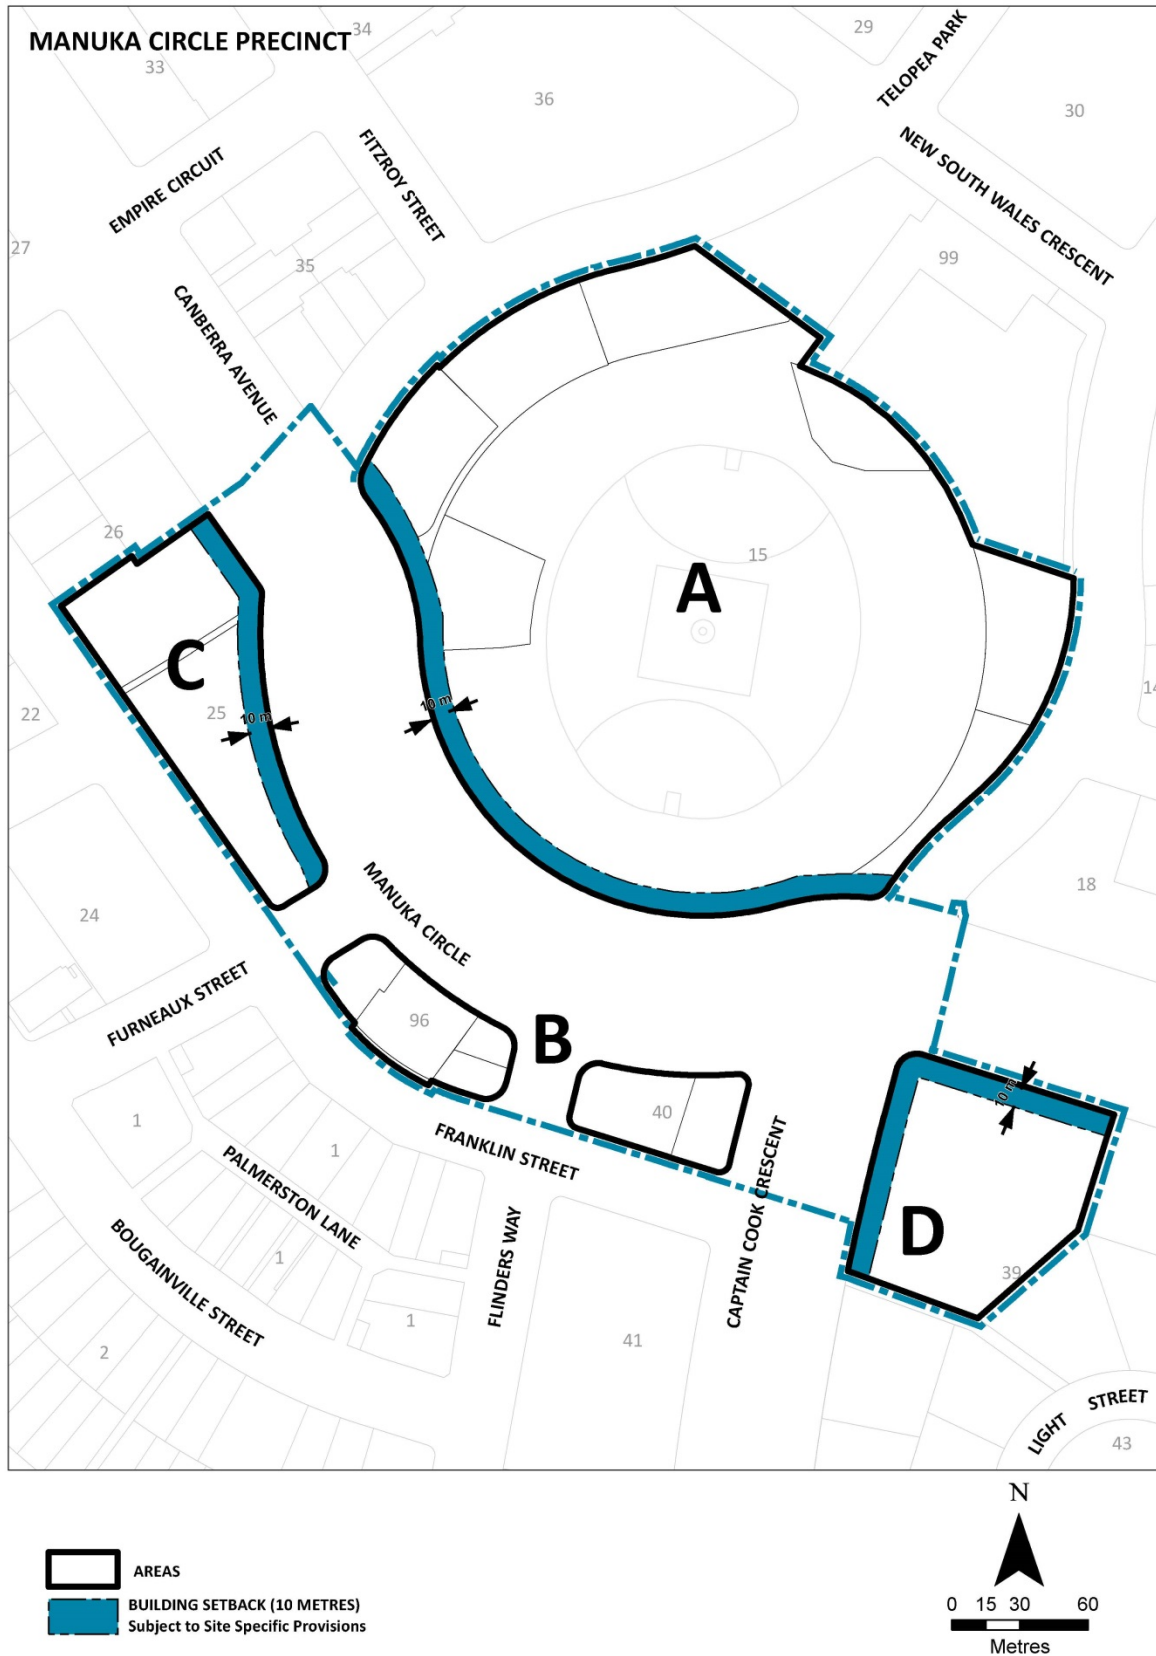 MANUKA CIRCLE PRECINCT
34
29
33
36
TELOPEA PARK
30
EMPIRE CIRCUIT
FITZROY STREET
NEW SOUTH WALES CRESCENT
27
35
99
CANBERRA AVENUE
26
15
A
C
25
10 m
10 m
22
14
MANUKA CIRCLE
18
24
FURNEAUX STREET
96
B
10 m
40
1
1
FRANKLIN STREET
CAPTAIN COOK CRESCENT
PALMERSTON LANE
BOUGAINVILLE STREET
1
FLINDERS WAY
D
39
1
41
2
LIGHT STREET
43
N
AREAS
BUILDING SETBACK (10 METRES)
Subject to Site Specific Provisions
0 15 30 60
Metres